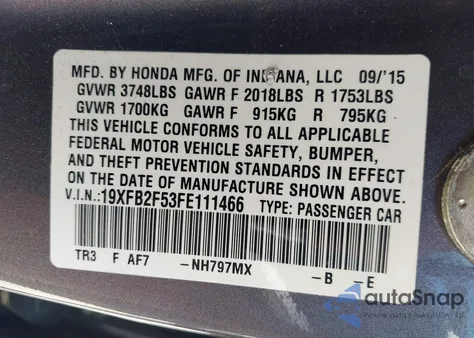 MFD. BY HONDA MFG. OF INDIANA, LLC 09/'15
GVWR 3748LBS GAWR F 2018LBS R 1753LBS
GVWR 1700KG GAWR F 915KG R 795KG
THIS VEHICLE CONFORMS TO ALL APPLICABLE
FEDERAL MOTOR VEHICLE SAFETY, BUMPER,
AND THEFT PREVENTION STANDARDS IN EFFECT
ON THE DATE OF MANUFACTURE SHOWN ABOVE.
V.I.N.: 19XFB2F53FE111466 TYPE: PASSENGER CAR
TR3 F AF7 -NH797MX -B -E
autoSnap